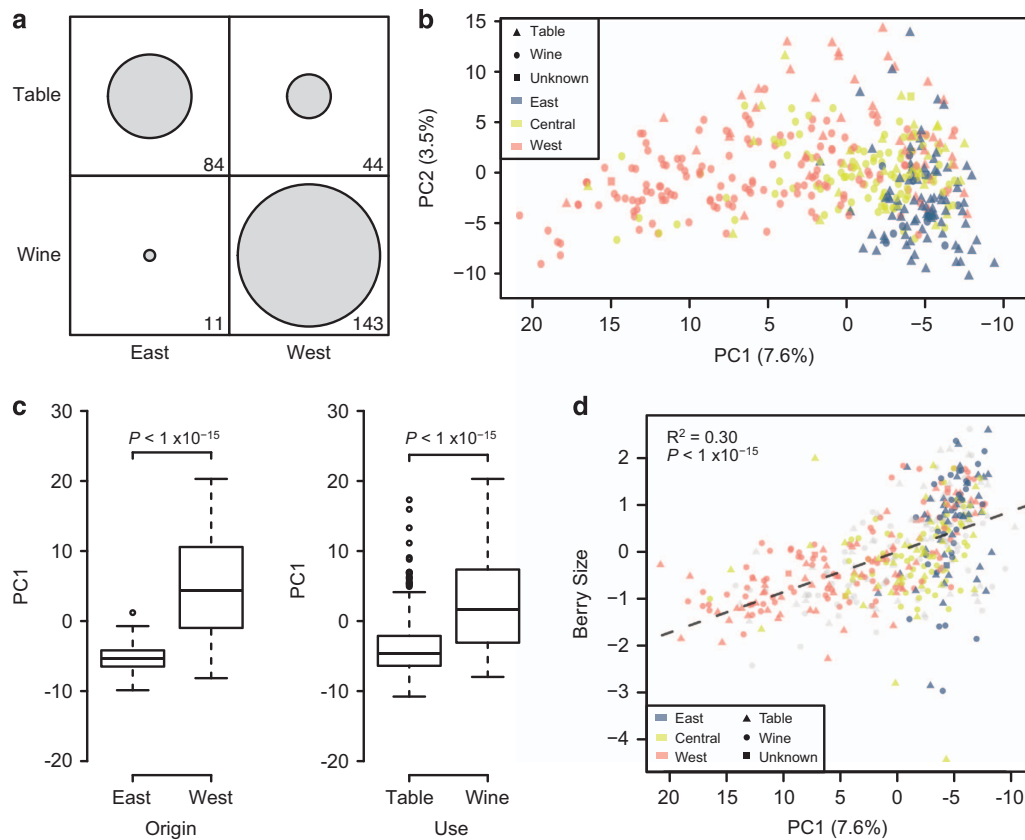 a
Table
84
44
Wine
11
143
East West
b
Table
Wine
Unknown
East
Central
West
15
10
5
0
−5
−10
PC2 (3.5%)
20 15 10 5 0 −5 −10
PC1 (7.6%)
c
30
20
10
0
-10
-20
PC1
P < 1 x10−15
East West
Origin
30
20
10
0
-10
-20
PC1
P < 1 x10−15
Table Wine
Use
d
R2 = 0.30
P < 1 x10−15
2
1
0
−1
−2
−3
−4
Berry Size
East Table
Central Wine
West Unknown
20 15 10 5 0 -5 -10
PC1 (7.6%)